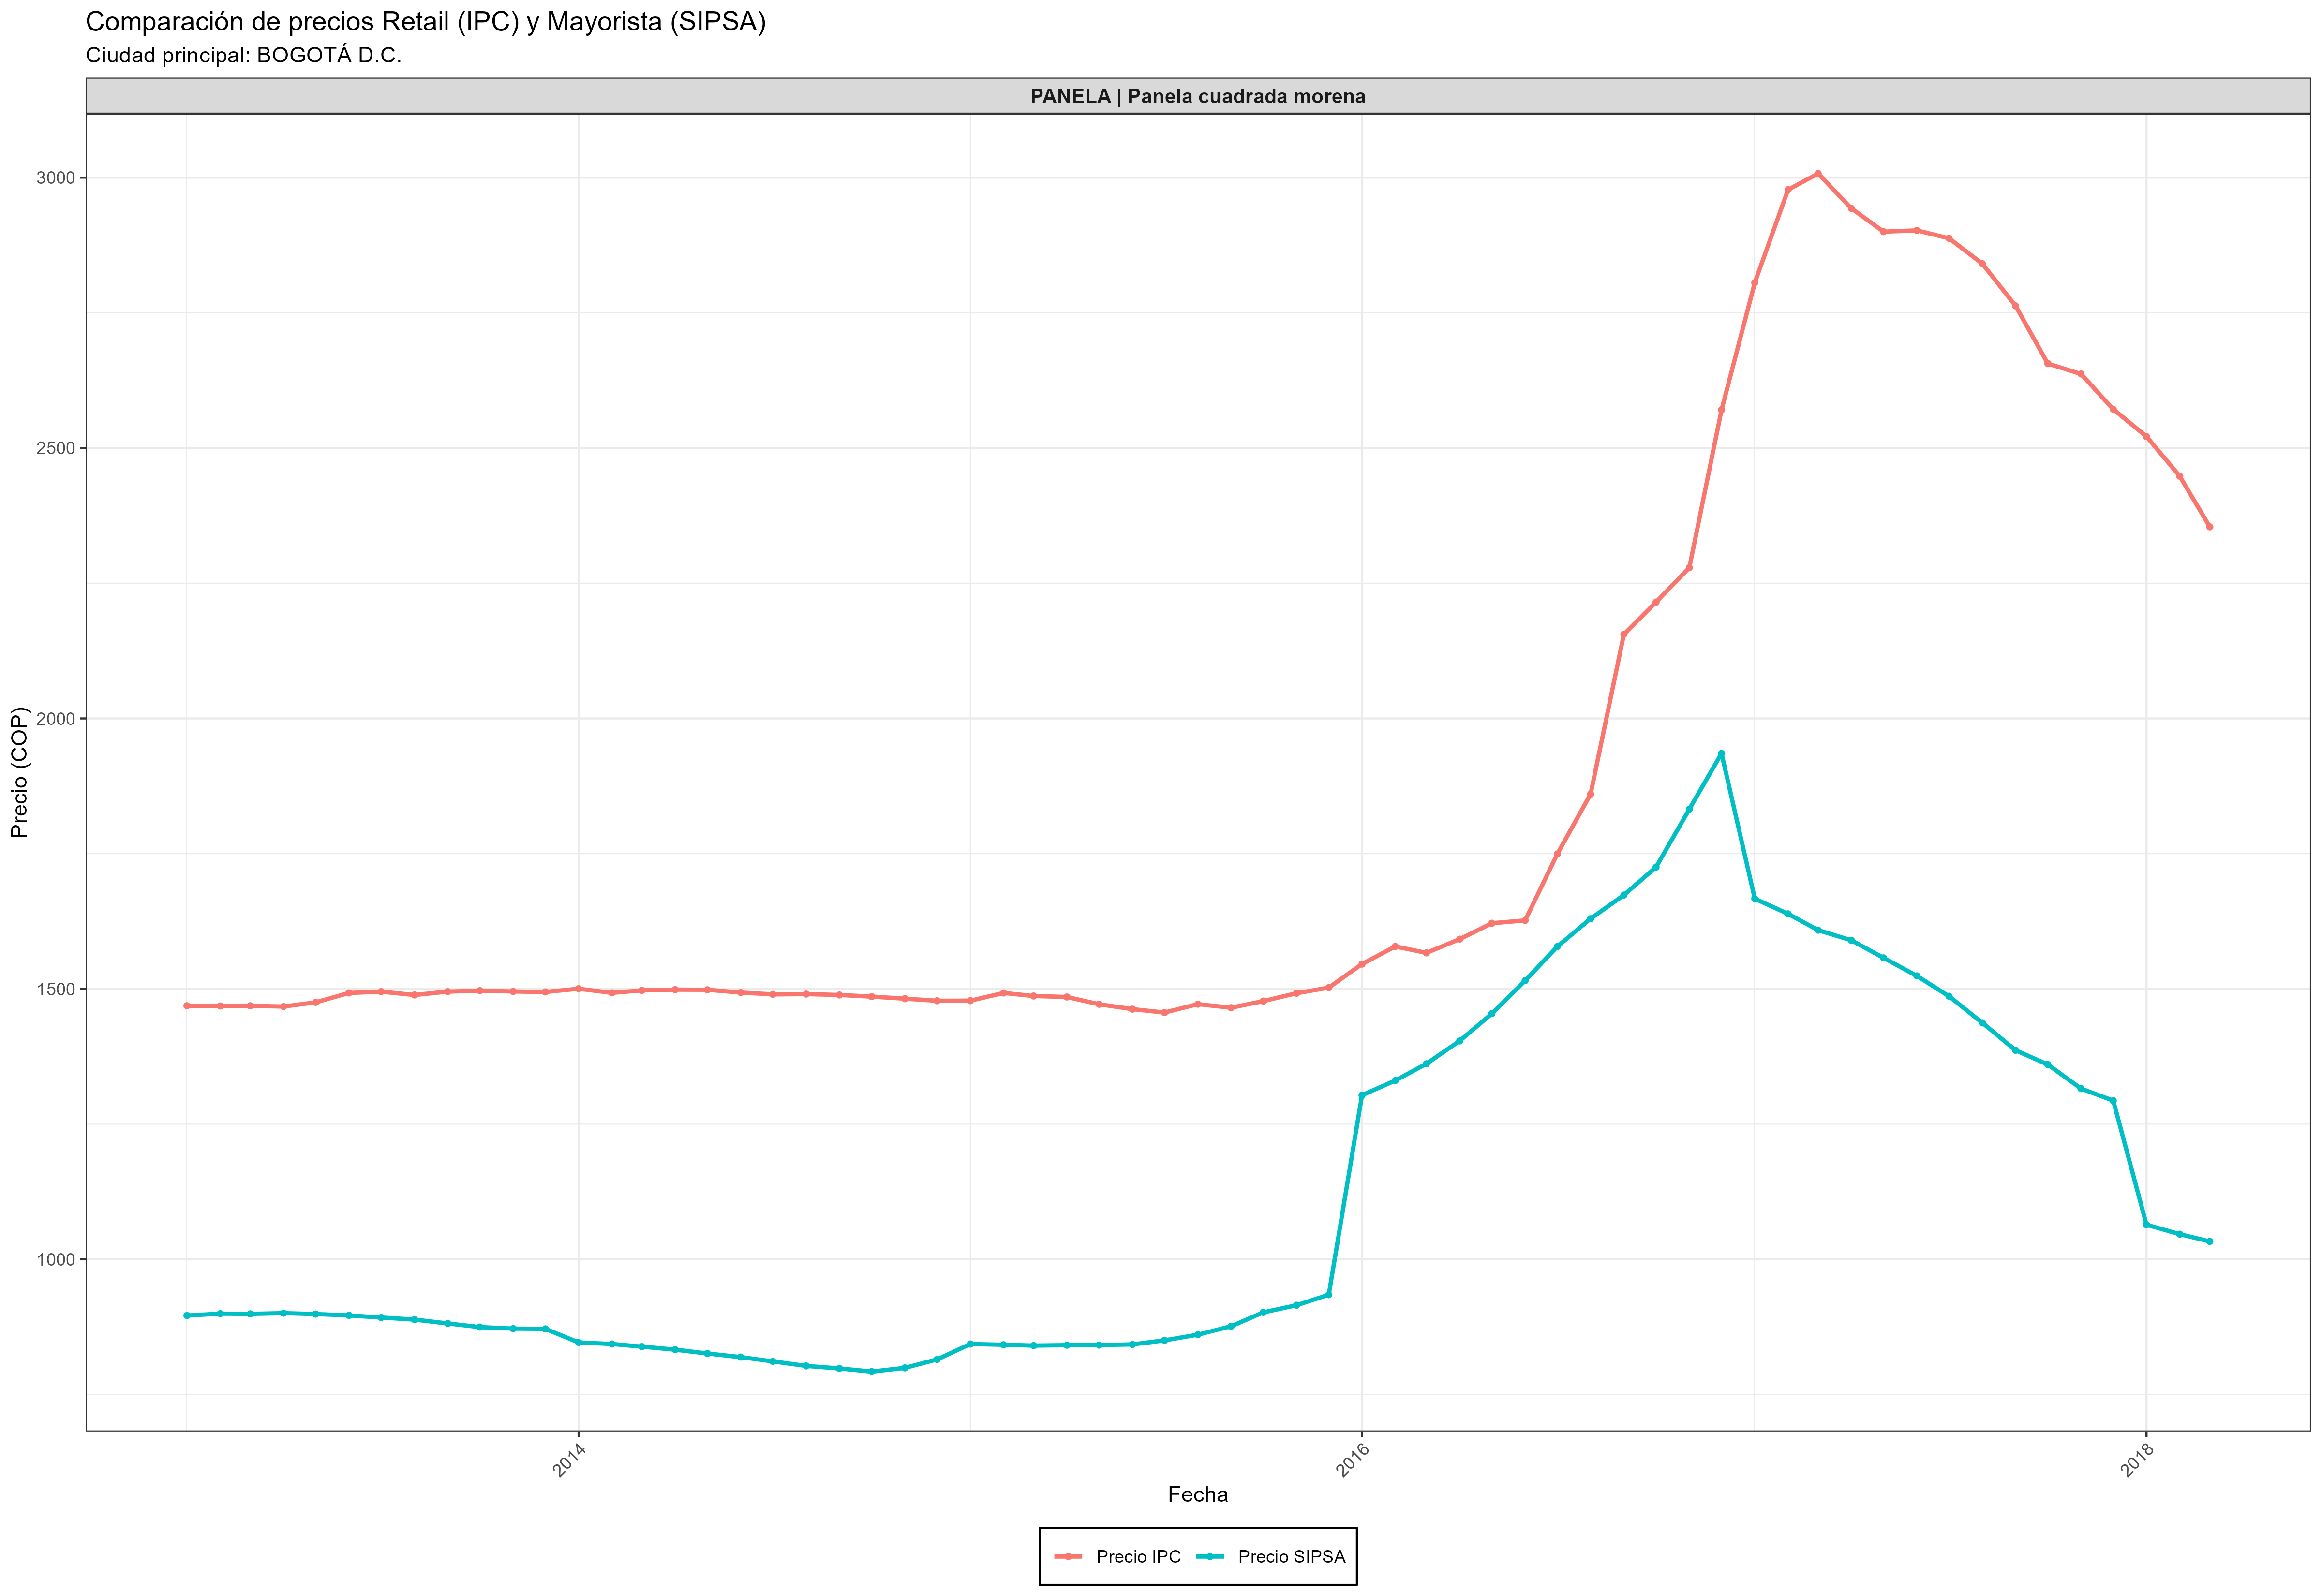 Comparación de precios Retail (IPC) y Mayorista (SIPSA)
Ciudad principal: BOGOTÁ D.C.
PANELA | Panela cuadrada morena
Precio (COP)
3000
2500
2000
1500
1000
2014
2016
2018
Fecha
Precio IPC
Precio SIPSA